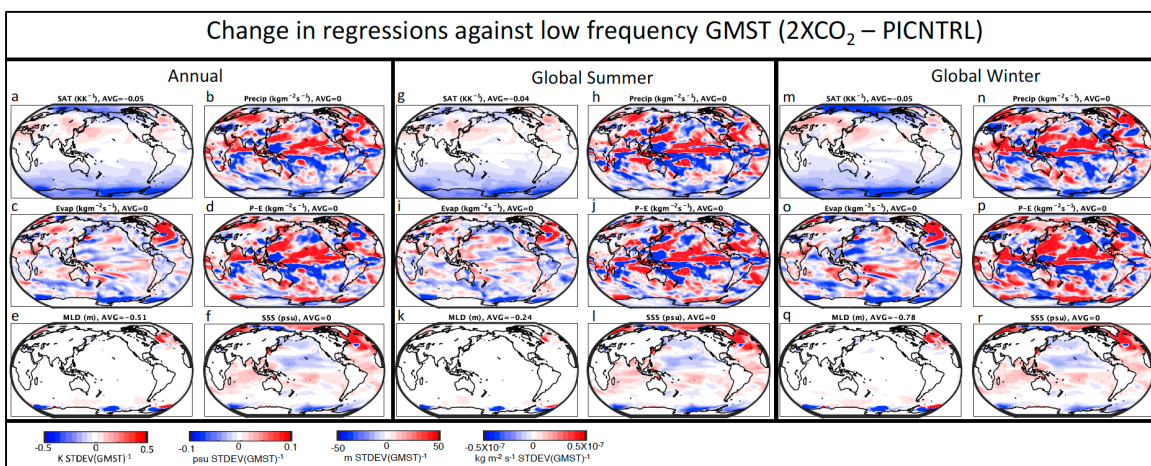 Change in regressions against low frequency GMST (2XCO₂ – PICNTRL)
Annual
Global Summer
Global Winter
a SAT (KK⁻¹), AVG=-0.05
b Precip (kgm⁻²s⁻¹), AVG=0
g SAT (KK⁻¹), AVG=-0.04
h Precip (kgm⁻²s⁻¹), AVG=0
m SAT (KK⁻¹), AVG=-0.05
n Precip (kgm⁻²s⁻¹), AVG=0
c Evap (kgm⁻²s⁻¹), AVG=0
d P-E (kgm⁻²s⁻¹), AVG=0
i Evap (kgm⁻²s⁻¹), AVG=0
j P-E (kgm⁻²s⁻¹), AVG=0
o Evap (kgm⁻²s⁻¹), AVG=0
p P-E (kgm⁻²s⁻¹), AVG=0
e MLD (m), AVG=-0.51
f SSS (psu), AVG=0
k MLD (m), AVG=-0.24
l SSS (psu), AVG=0
q MLD (m), AVG=-0.78
r SSS (psu), AVG=0
-0.5 0 0.5
K STDEV(GMST)⁻¹
-0.1 0 0.1
psu STDEV(GMST)⁻¹
-50 0 50
m STDEV(GMST)⁻¹
-0.5X10⁻⁷ 0 0.5X10⁻⁷
kg m⁻² s⁻¹ STDEV(GMST)⁻¹